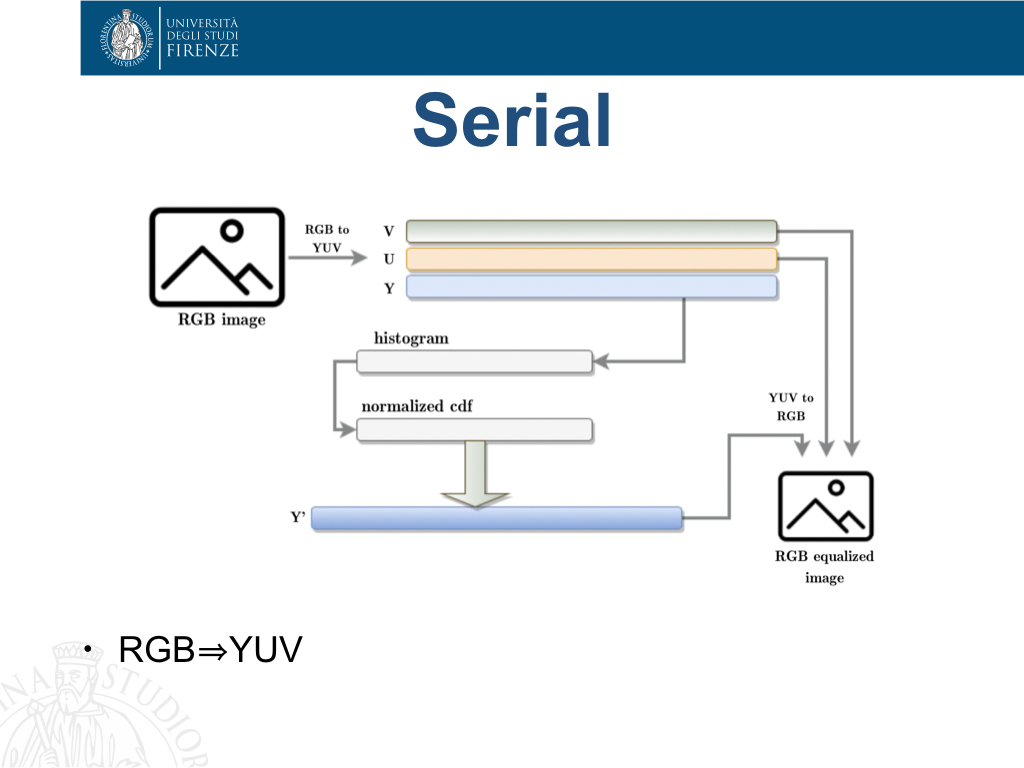 UNIVERSITÀ
DEGLI STUDI
FIRENZE
Serial
RGB to
YUV
V
U
Y
RGB image
histogram
normalized cdf
YUV to
RGB
Y'
RGB equalized
image
• RGB⇒YUV